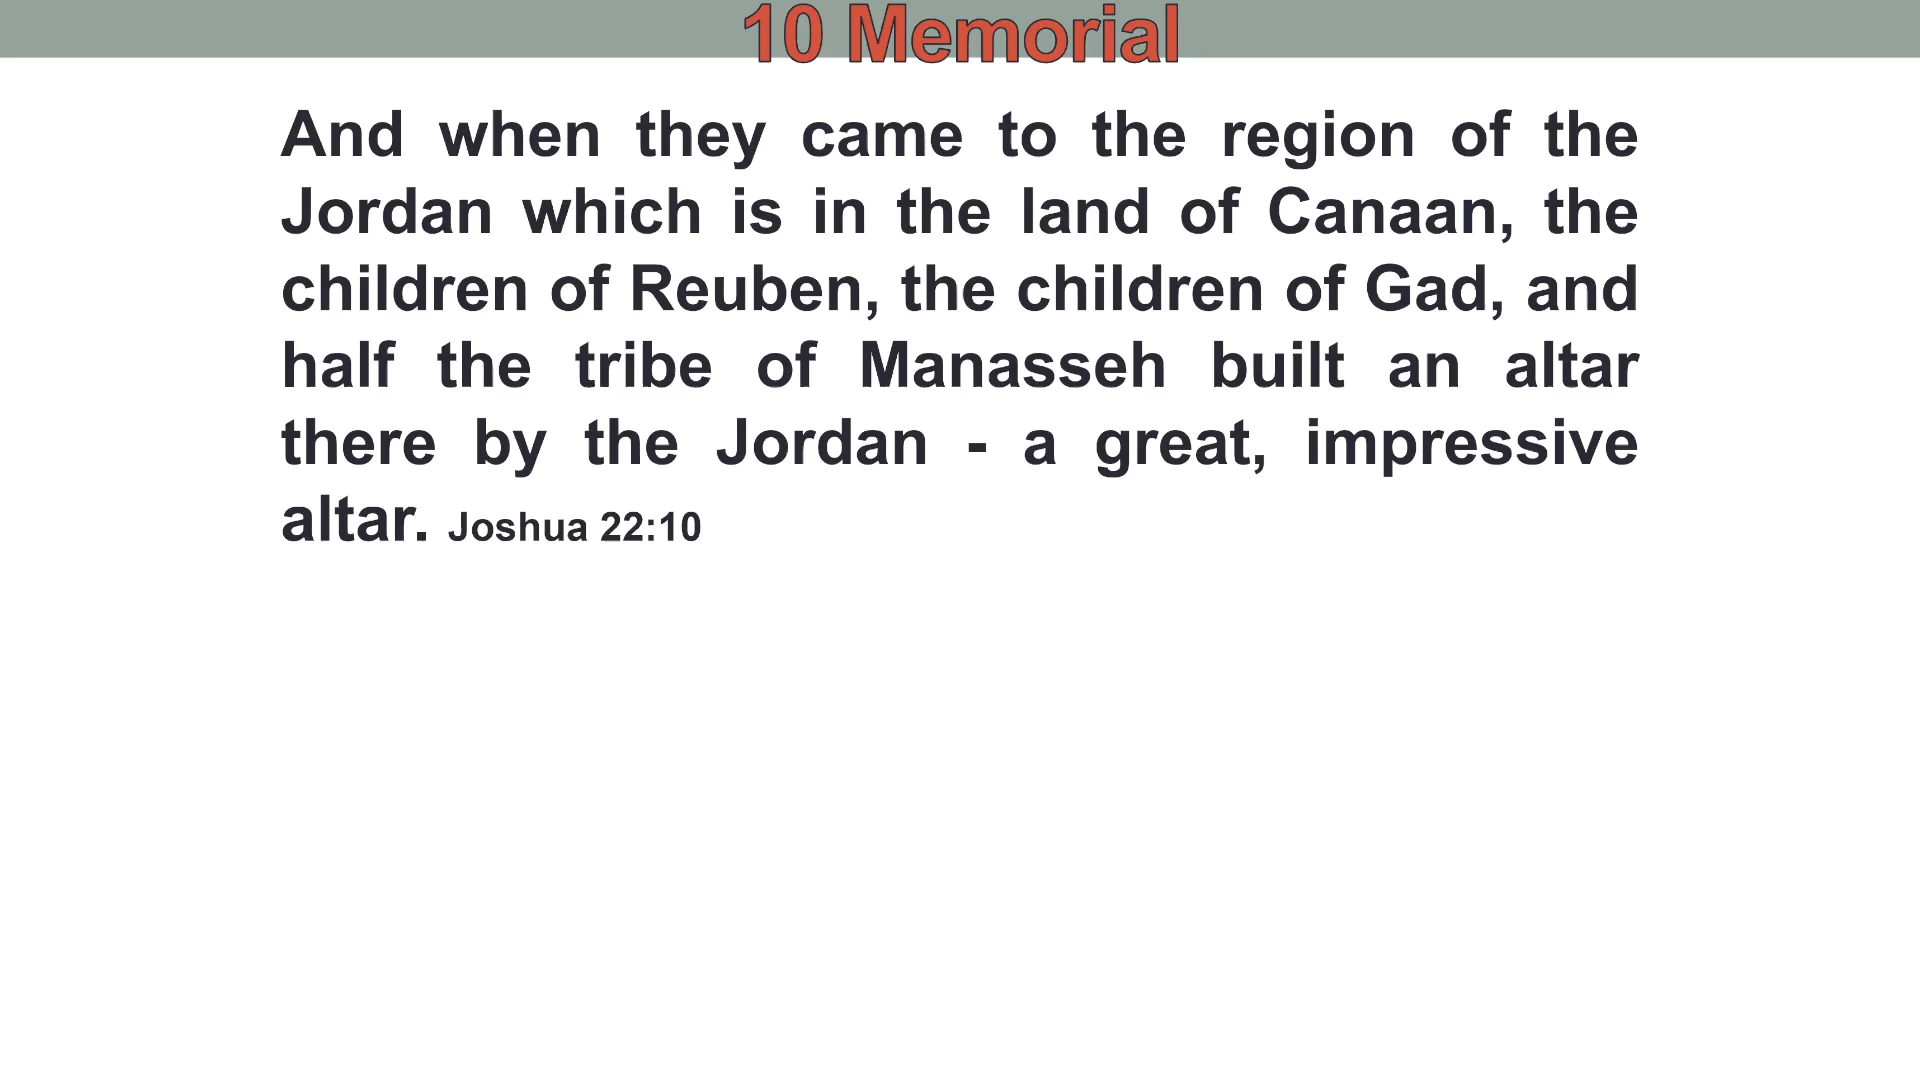 10 Memorial
And when they came to the region of the
Jordan which is in the land of Canaan, the
children of Reuben, the children of Gad, and
half the tribe of Manasseh built an altar
there by the Jordan - a great, impressive
altar. Joshua 22:10